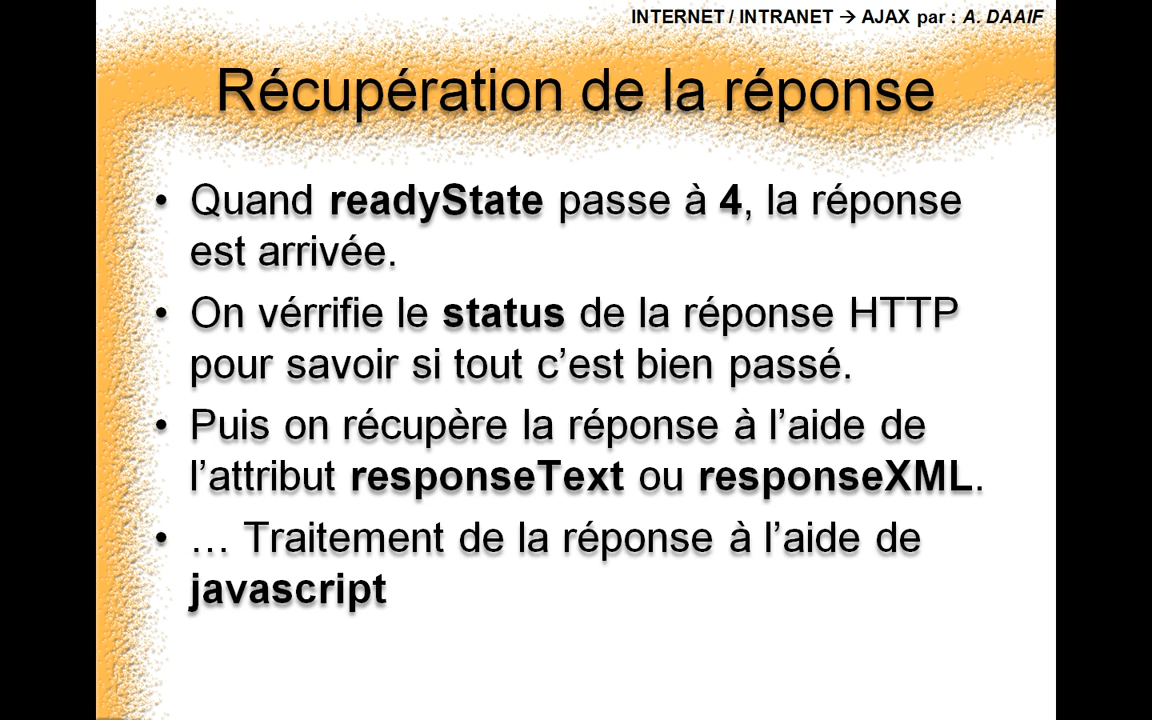 INTERNET / INTRANET → AJAX par : A. DAAIF
Récupération de la réponse
• Quand readyState passe à 4, la réponse
est arrivée.
• On vérrifie le status de la réponse HTTP
pour savoir si tout c’est bien passé.
• Puis on récupère la réponse à l’aide de
l’attribut responseText ou responseXML.
• … Traitement de la réponse à l’aide de
javascript